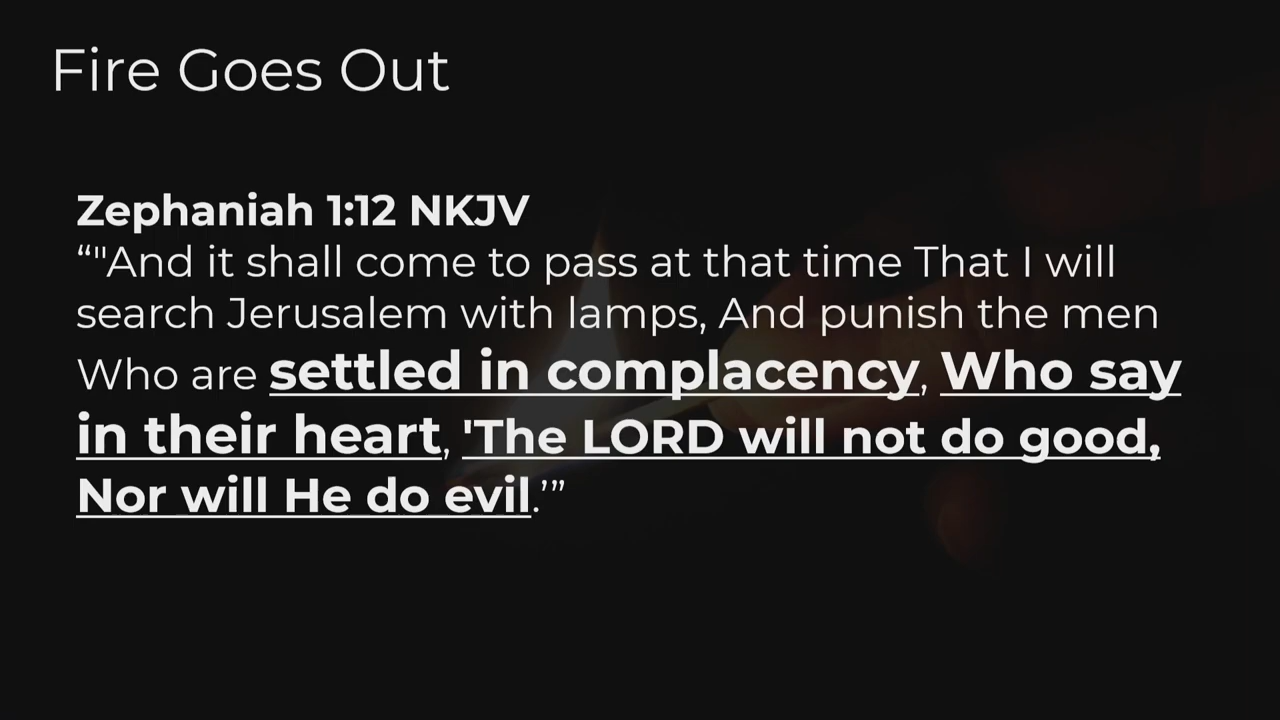 Fire Goes Out
Zephaniah 1:12 NKJV
“"And it shall come to pass at that time That I will
search Jerusalem with lamps, And punish the men
Who are settled in complacency, Who say
in their heart, 'The LORD will not do good,
Nor will He do evil.’”